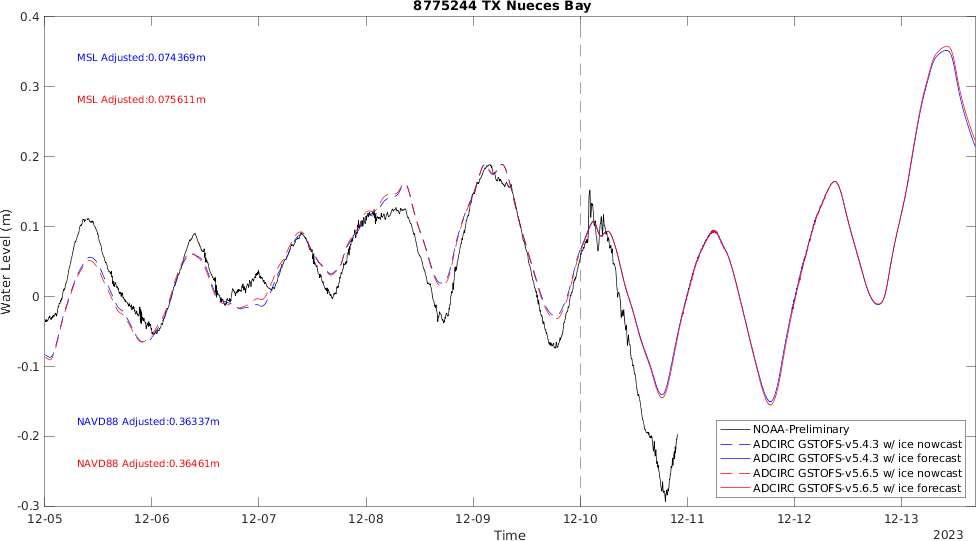 8775244 TX Nueces Bay
0.4
0.3
0.2
0.1
0
-0.1
-0.2
-0.3
Water Level (m)
MSL Adjusted:0.074369m
MSL Adjusted:0.075611m
NAVD88 Adjusted:0.36337m
NAVD88 Adjusted:0.36461m
NOAA-Preliminary
ADCIRC GSTOFS-v5.4.3 w/ ice nowcast
ADCIRC GSTOFS-v5.4.3 w/ ice forecast
ADCIRC GSTOFS-v5.6.5 w/ ice nowcast
ADCIRC GSTOFS-v5.6.5 w/ ice forecast
12-05 12-06 12-07 12-08 12-09 12-10 12-11 12-12 12-13
Time
2023